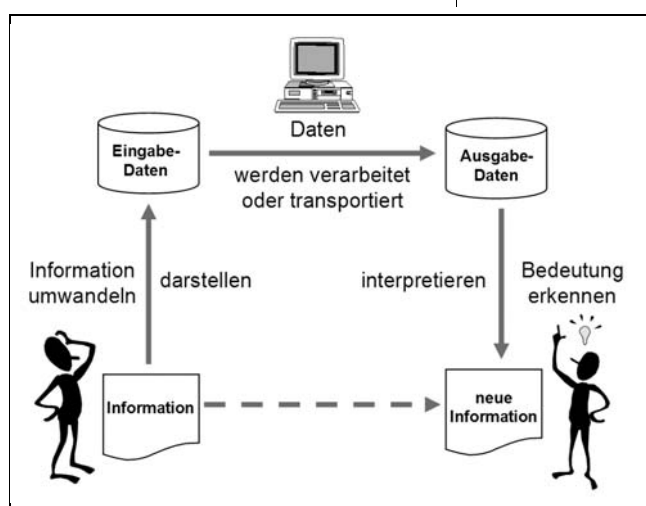 Daten
Eingabe-
Daten
werden verarbeitet
oder transportiert
Ausgabe-
Daten
Information
umwandeln
darstellen
interpretieren
Bedeutung
erkennen
Information
neue
Information